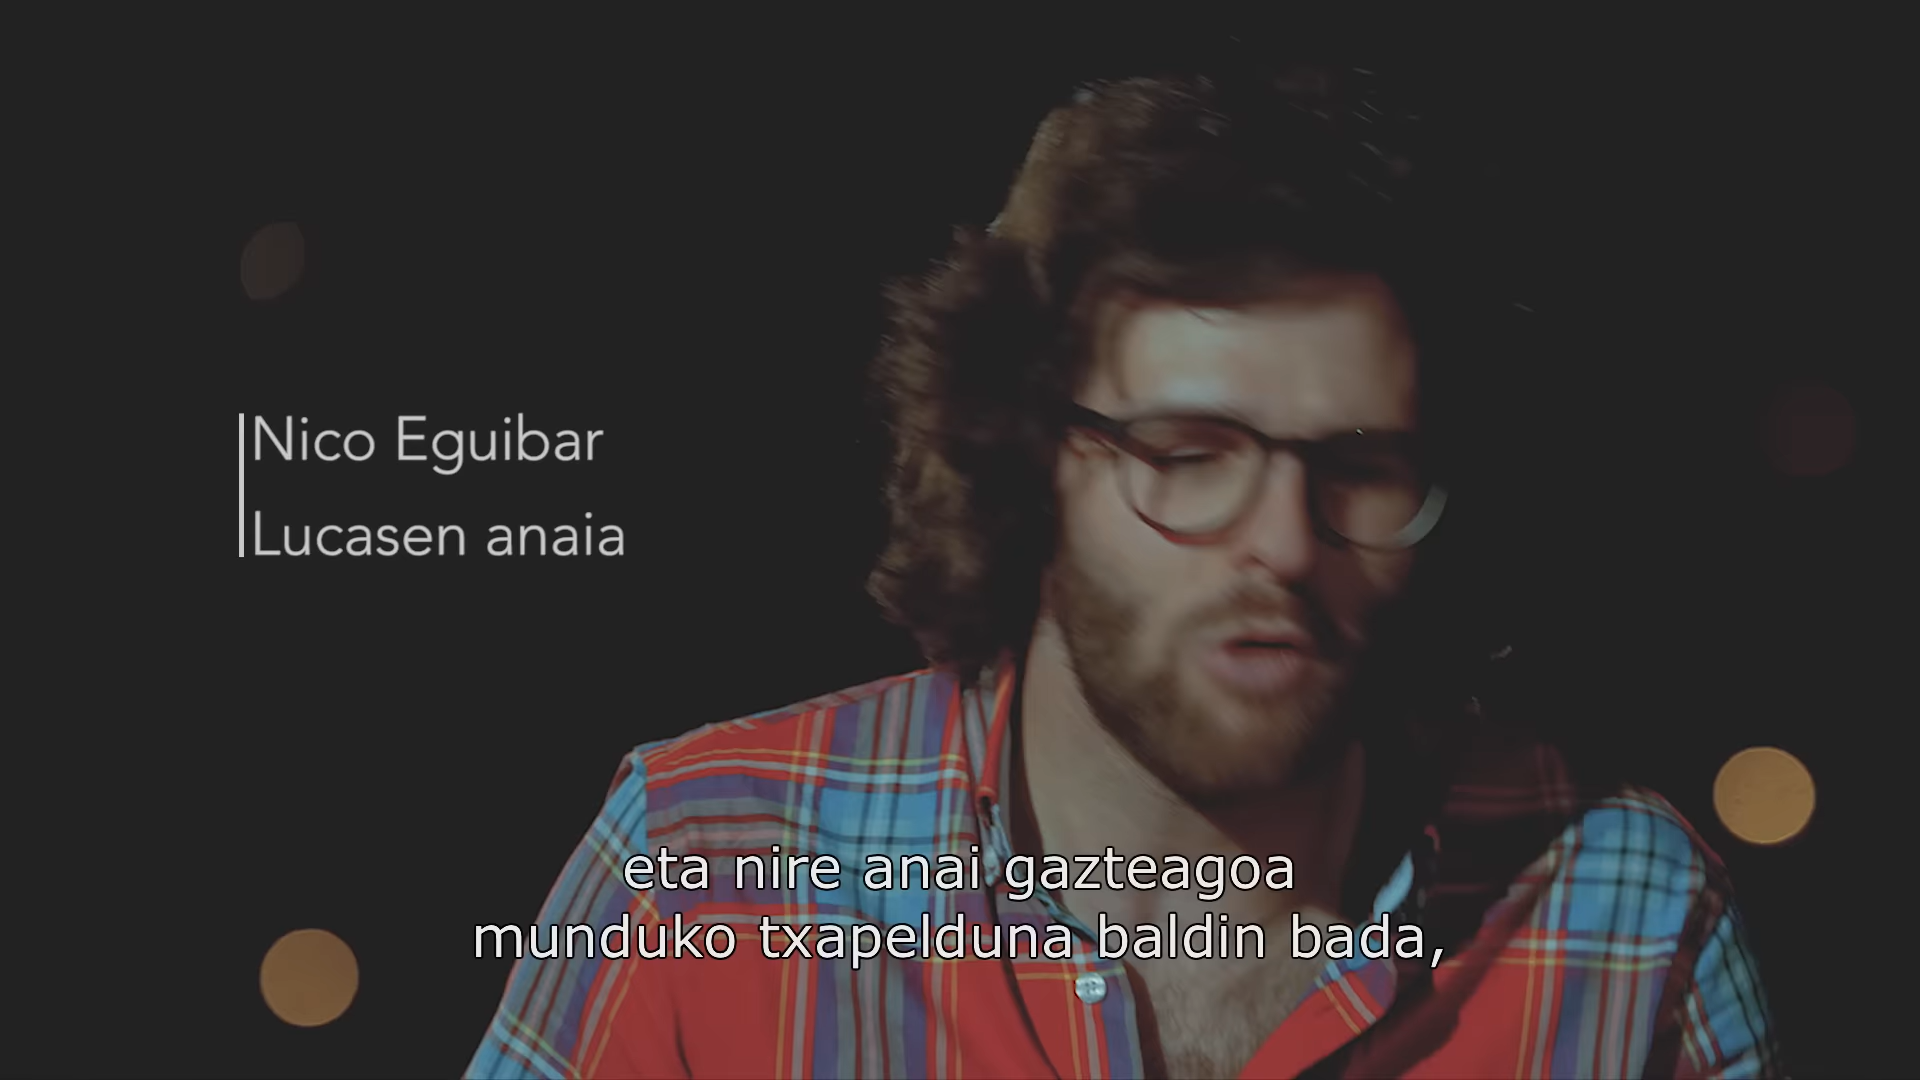 Nico Eguibar
Lucasen anaia
eta nire anai gazteagoa
munduko txapelduna baldin bada,